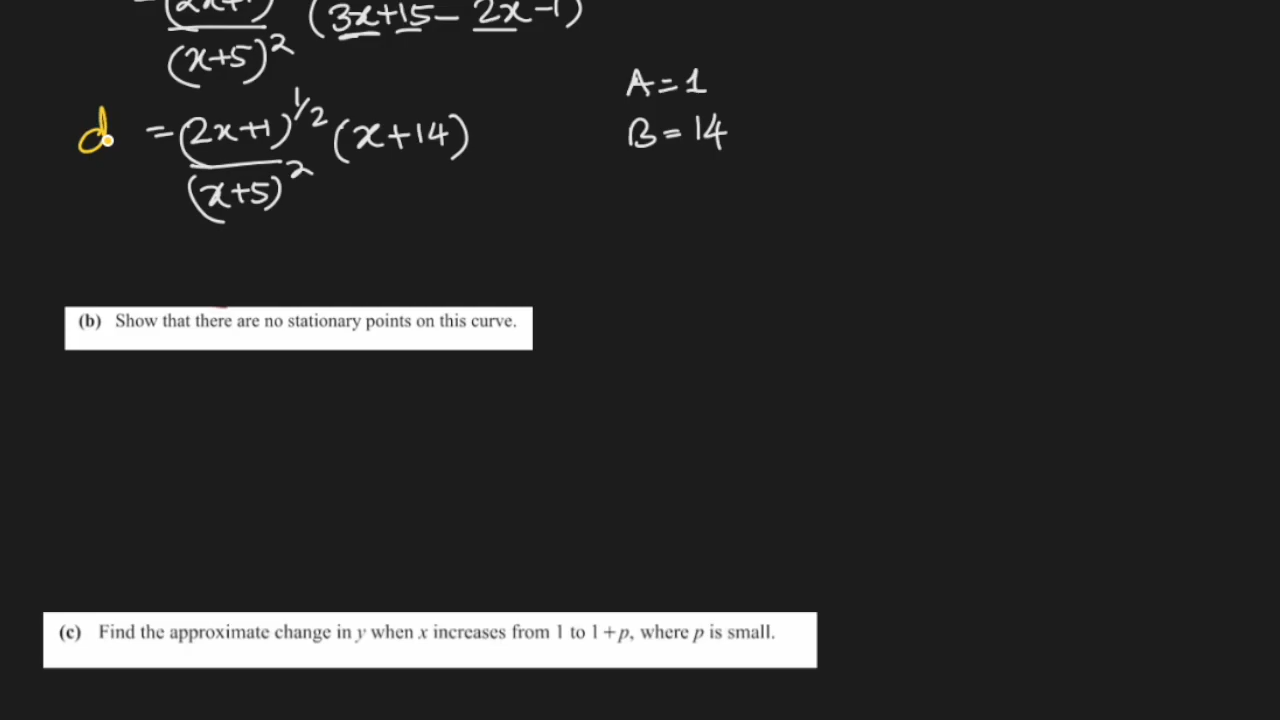 (3x+15-2x-1)
(x+5)²
A=1
d = (2x+1)^1/2 (x+14)
B=14
(x+5)²
(b) Show that there are no stationary points on this curve.
(c) Find the approximate change in y when x increases from 1 to 1+p, where p is small.